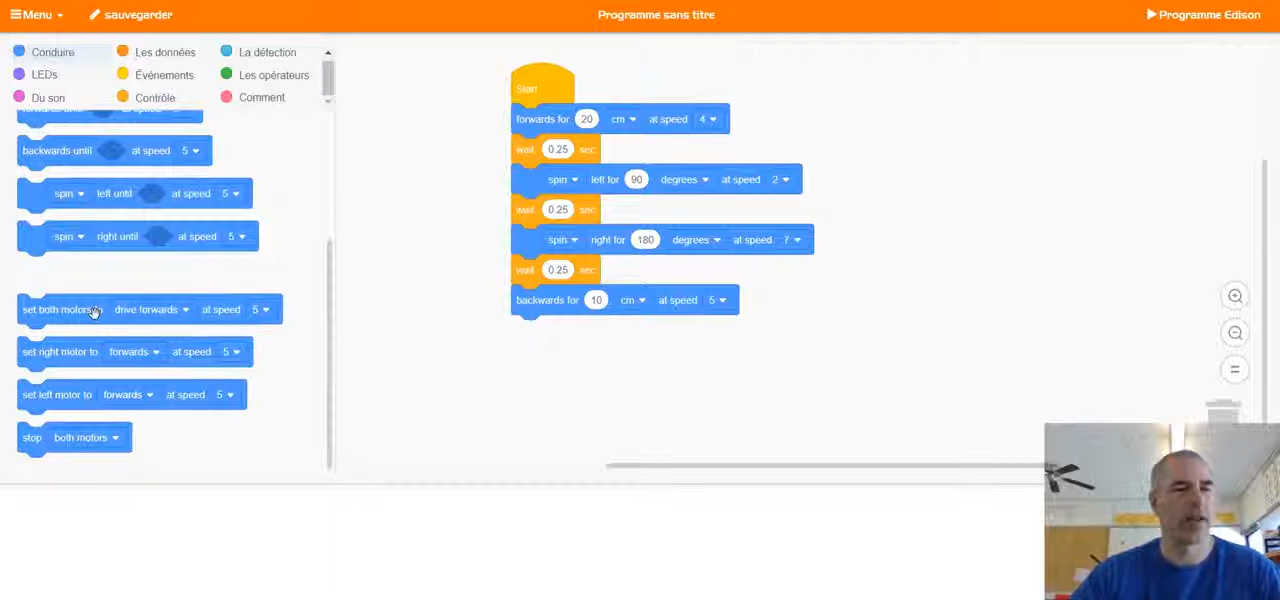 Menu sauvegarder Programme sans titre Programme Edison
Conduire Les données La détection
LEDs Événements Les opérateurs
Du son Contrôle Comment
backwards until at speed 5
spin left until at speed 5
spin right until at speed 5
set both motors to drive forwards at speed 5
set right motor to forwards at speed 5
set left motor to forwards at speed 5
stop both motors
Start
forwards for 20 cm at speed 4
wait 0.25 sec
spin left for 90 degrees at speed 2
wait 0.25 sec
spin right for 180 degrees at speed 7
wait 0.25 sec
backwards for 10 cm at speed 5